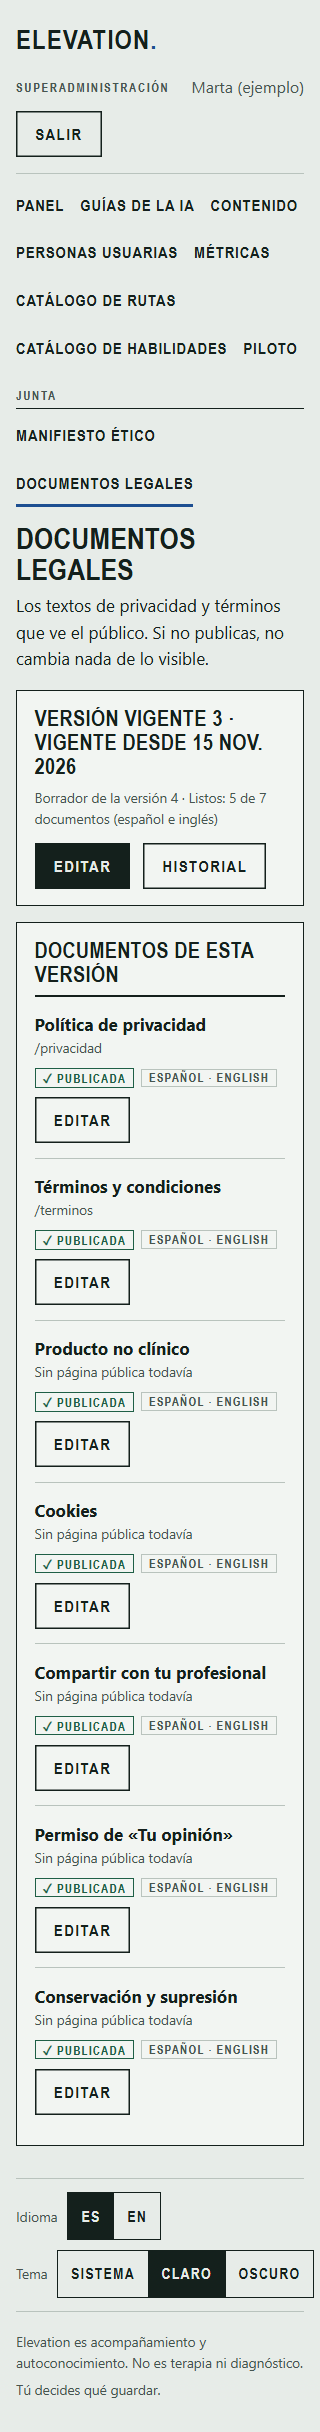 ELEVATION.
SUPERADMINISTRACIÓN Marta (ejemplo)
SALIR
PANEL GUÍAS DE LA IA CONTENIDO
PERSONAS USUARIAS MÉTRICAS
CATÁLOGO DE RUTAS
CATÁLOGO DE HABILIDADES PILOTO
JUNTA
MANIFIESTO ÉTICO
DOCUMENTOS LEGALES
DOCUMENTOS
LEGALES
Los textos de privacidad y términos
que ve el público. Si no publicas, no
cambia nada de lo visible.
VERSIÓN VIGENTE 3 ·
VIGENTE DESDE 15 NOV.
2026
Borrador de la versión 4 · Listos: 5 de 7
documentos (español e inglés)
EDITAR HISTORIAL
DOCUMENTOS DE ESTA
VERSIÓN
Política de privacidad
/privacidad
✓ PUBLICADA ESPAÑOL · ENGLISH
EDITAR
Términos y condiciones
/terminos
✓ PUBLICADA ESPAÑOL · ENGLISH
EDITAR
Producto no clínico
Sin página pública todavía
✓ PUBLICADA ESPAÑOL · ENGLISH
EDITAR
Cookies
Sin página pública todavía
✓ PUBLICADA ESPAÑOL · ENGLISH
EDITAR
Compartir con tu profesional
Sin página pública todavía
✓ PUBLICADA ESPAÑOL · ENGLISH
EDITAR
Permiso de «Tu opinión»
Sin página pública todavía
✓ PUBLICADA ESPAÑOL · ENGLISH
EDITAR
Conservación y supresión
Sin página pública todavía
✓ PUBLICADA ESPAÑOL · ENGLISH
EDITAR
Idioma ES EN
Tema SISTEMA CLARO OSCURO
Elevation es acompañamiento y
autoconocimiento. No es terapia ni diagnóstico.
Tú decides qué guardar.